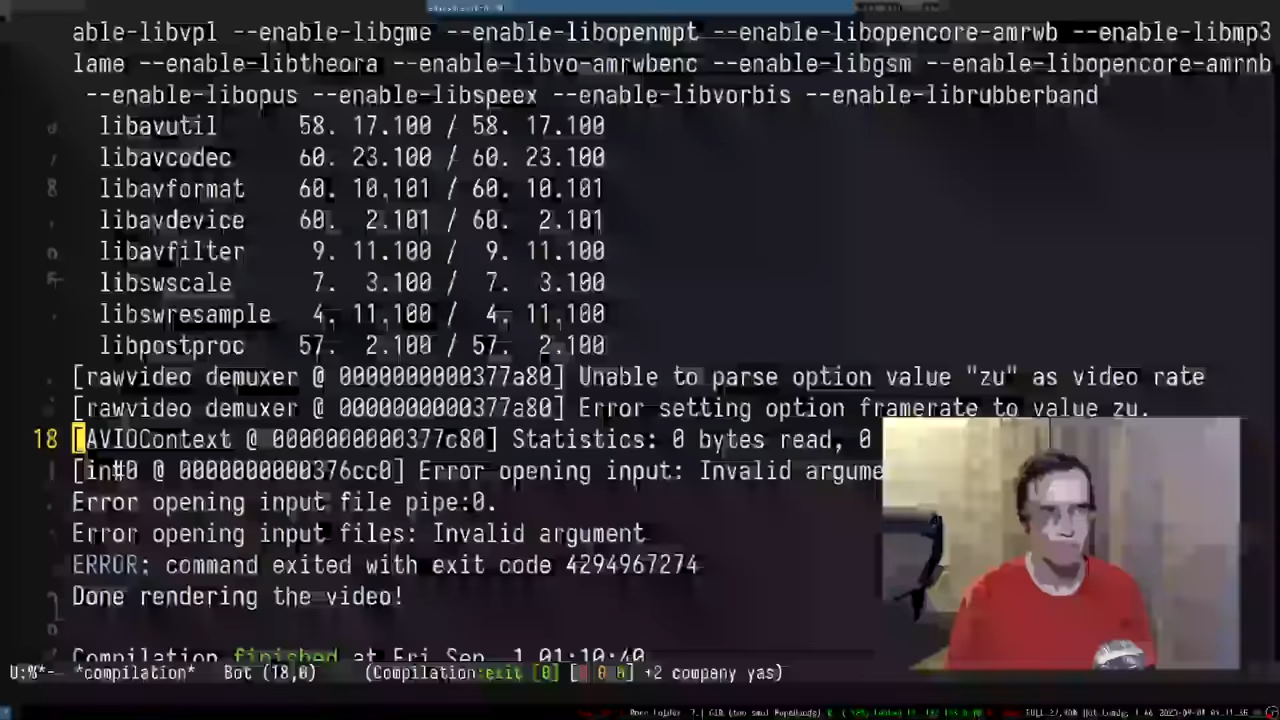 able-libvpl --enable-libgme --enable-libopenmpt --enable-libopencore-amrwb --enable-libmp3
lame --enable-libtheora --enable-libvo-amrwbenc --enable-libgsm --enable-libopencore-amrnb
--enable-libopus --enable-libspeex --enable-libvorbis --enable-librubberband
libavutil 58. 17.100 / 58. 17.100
libavcodec 60. 23.100 / 60. 23.100
libavformat 60. 10.101 / 60. 10.101
libavdevice 60. 2.101 / 60. 2.101
libavfilter 9. 11.100 / 9. 11.100
libswscale 7. 3.100 / 7. 3.100
libswresample 4. 11.100 / 4. 11.100
libpostproc 57. 2.100 / 57. 2.100
[rawvideo demuxer @ 0000000000377a80] Unable to parse option value "zu" as video rate
[rawvideo demuxer @ 0000000000377a80] Error setting option framerate to value zu.
18 [AVIOContext @ 0000000000377c80] Statistics: 0 bytes read, 0
[in#0 @ 0000000000376cc0] Error opening input: Invalid argume
Error opening input file pipe:0.
Error opening input files: Invalid argument
ERROR: command exited with exit code 4294967274
Done rendering the video!
Compilation finished at Fri Sep 1 01:10:40
U:%*- *compilation* Bot (18,0) (Compilation:exit [0] [0 0 0] +2 company yas)